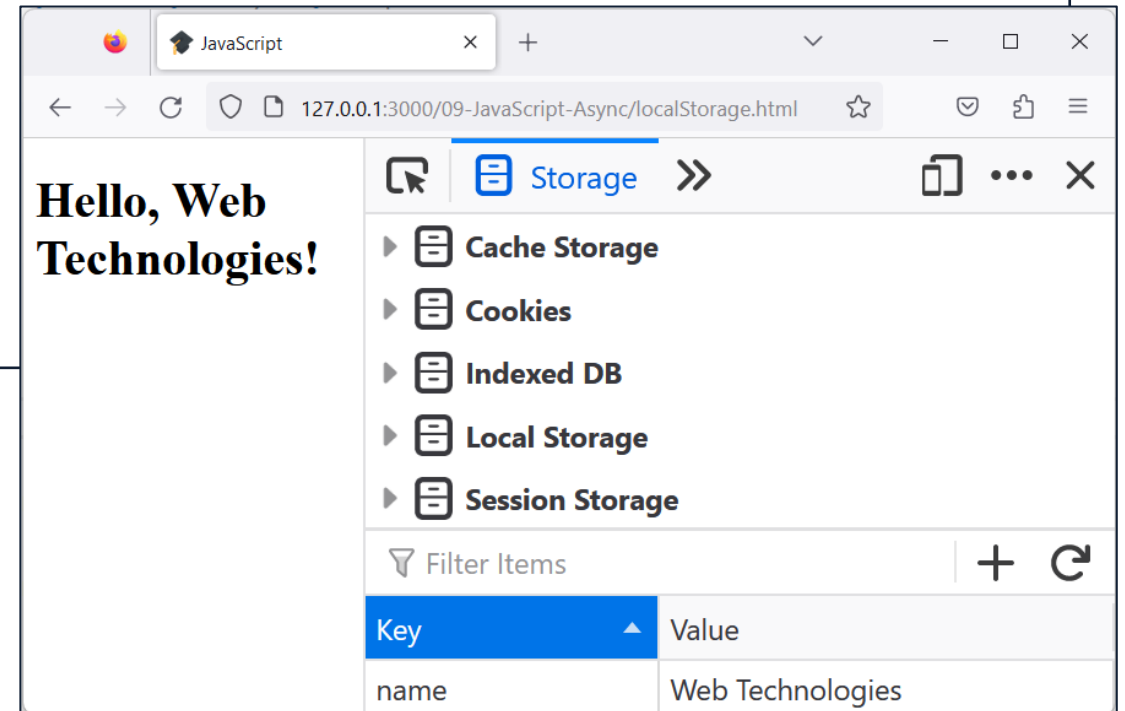 JavaScript
127.0.0.1:3000/09-JavaScript-Async/localStorage.html
Hello, Web
Technologies!
Storage
Cache Storage
Cookies
Indexed DB
Local Storage
Session Storage
Filter Items
Key Value
name Web Technologies